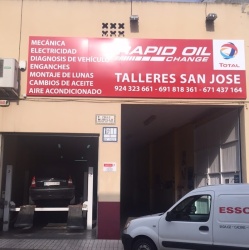 MECÁNICA
ELECTRICIDAD
DIAGNOSIS DE VEHÍCULOS
ENGANCHES
MONTAJE DE LUNAS
CAMBIOS DE ACEITE
AIRE ACONDICIONADO
RAPID OIL
CHANGE
TALLERES SAN JOSE
924 323 661 - 691 818 361 - 671 437 164
TOTAL
ESSO